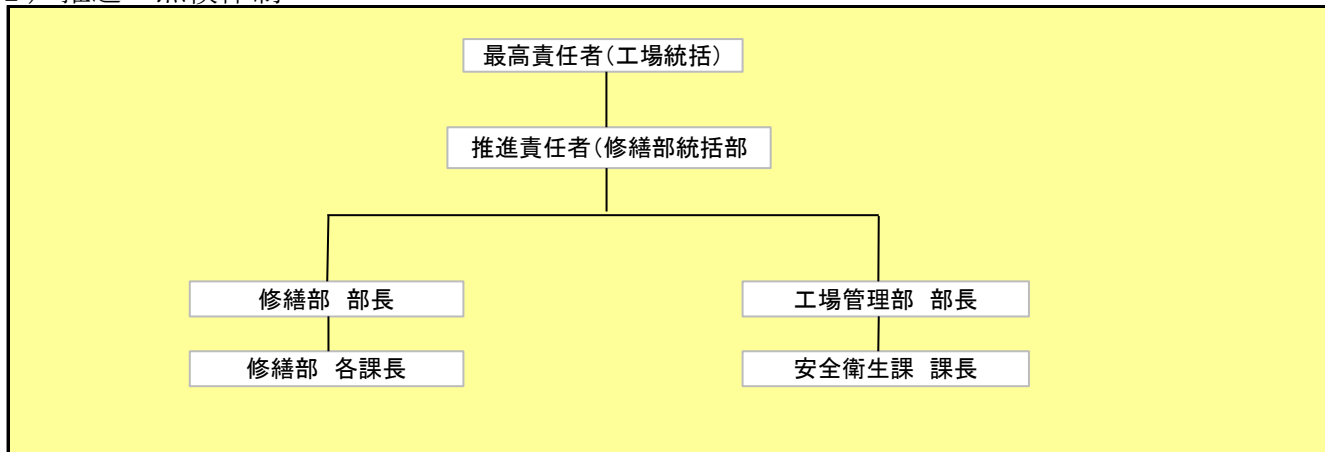 最高責任者(工場統括)
推進責任者(修繕部統括部
修繕部 部長
工場管理部 部長
修繕部 各課長
安全衛生課 課長